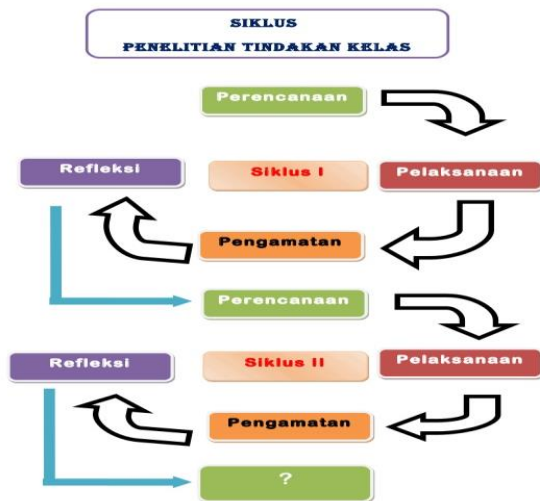 SIKLUS
PENELITIAN TINDAKAN KELAS
Perencanaan
Refleksi
Siklus I
Pelaksanaan
Pengamatan
Perencanaan
Refleksi
Siklus II
Pelaksanaan
Pengamatan
?